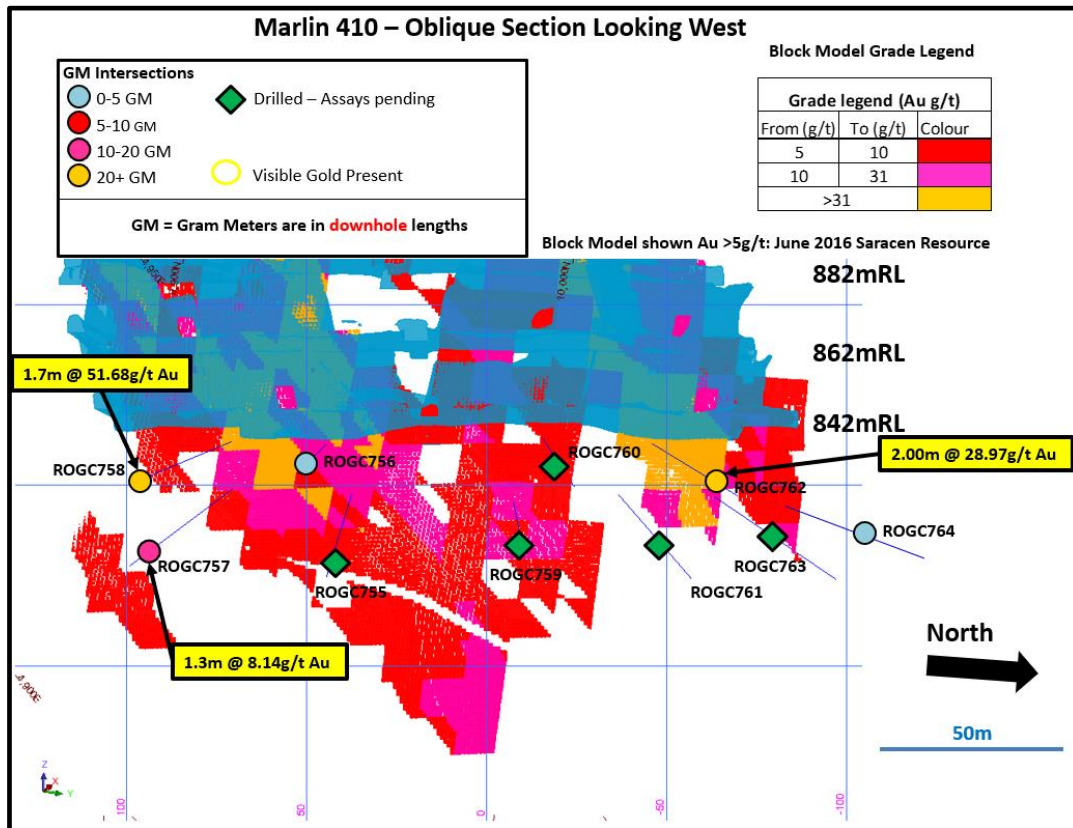 Marlin 410 – Oblique Section Looking West
GM Intersections
0-5 GM
5-10 GM
10-20 GM
20+ GM
Drilled – Assays pending
Visible Gold Present
GM = Gram Meters are in downhole lengths
Block Model Grade Legend
Grade legend (Au g/t)
From (g/t) To (g/t) Colour
5 10
10 31
>31
Block Model shown Au >5g/t: June 2016 Saracen Resource
882mRL
862mRL
842mRL
1.7m @ 51.68g/t Au
ROGC758
ROGC756
ROGC760
2.00m @ 28.97g/t Au
ROGC762
ROGC764
ROGC757
ROGC755
ROGC759
ROGC761
ROGC763
1.3m @ 8.14g/t Au
North
50m
Z
X
Y
100
50
0
-50
-100